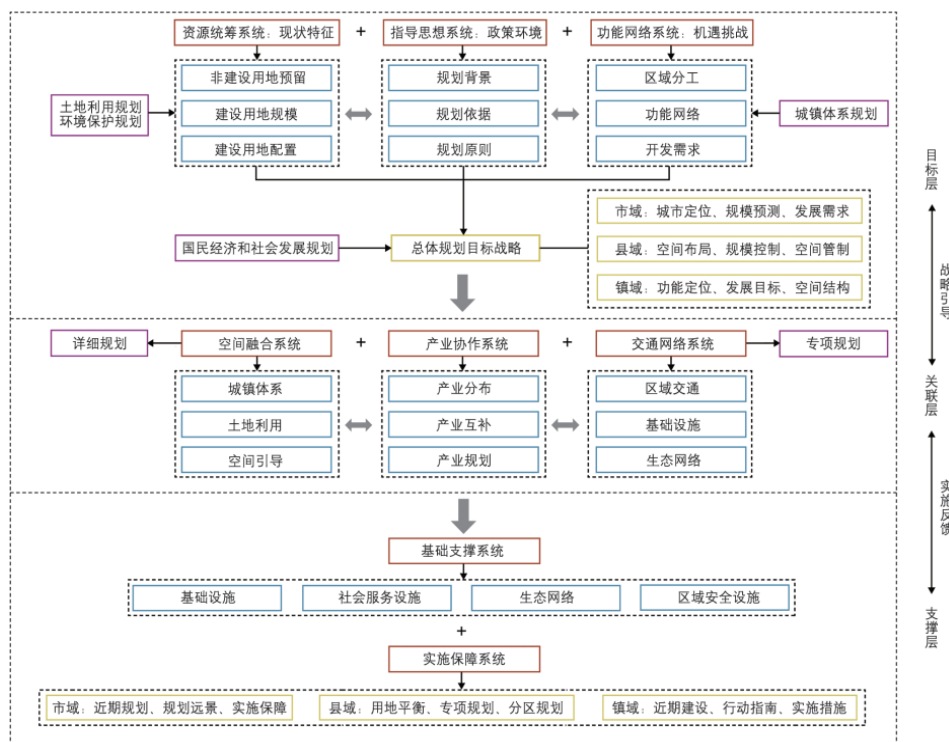 资源统筹系统：现状特征
+
指导思想系统：政策环境
+
功能网络系统：机遇挑战
非建设用地预留
规划背景
区域分工
土地利用规划
环境保护规划
建设用地规模
规划依据
功能网络
城镇体系规划
建设用地配置
规划原则
开发需求
市域：城市定位、规模预测、发展需求
国民经济和社会发展规划
总体规划目标战略
县域：空间布局、规模控制、空间管制
镇域：功能定位、发展目标、空间结构
详细规划
空间融合系统
+
产业协作系统
+
交通网络系统
专项规划
城镇体系
产业分布
区域交通
土地利用
产业互补
基础设施
空间引导
产业规划
生态网络
基础支撑系统
基础设施
社会服务设施
生态网络
区域安全设施
+
实施保障系统
市域：近期规划、规划远景、实施保障
县域：用地平衡、专项规划、分区规划
镇域：近期建设、行动指南、实施措施
目标层
战略引导
关联层
实施反馈
支撑层